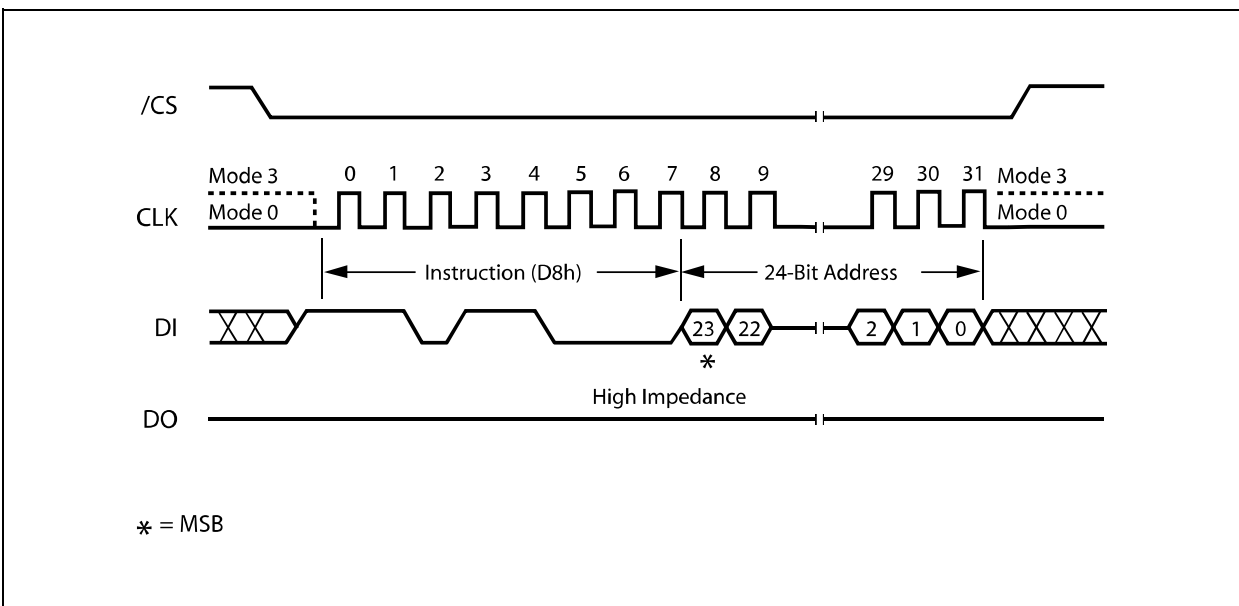 /CS
Mode 3 0 1 2 3 4 5 6 7 8 9 29 30 31 Mode 3
CLK Mode 0 Mode 0
Instruction (D8h) 24-Bit Address
DI 23 22 2 1 0
*
High Impedance
DO
* = MSB